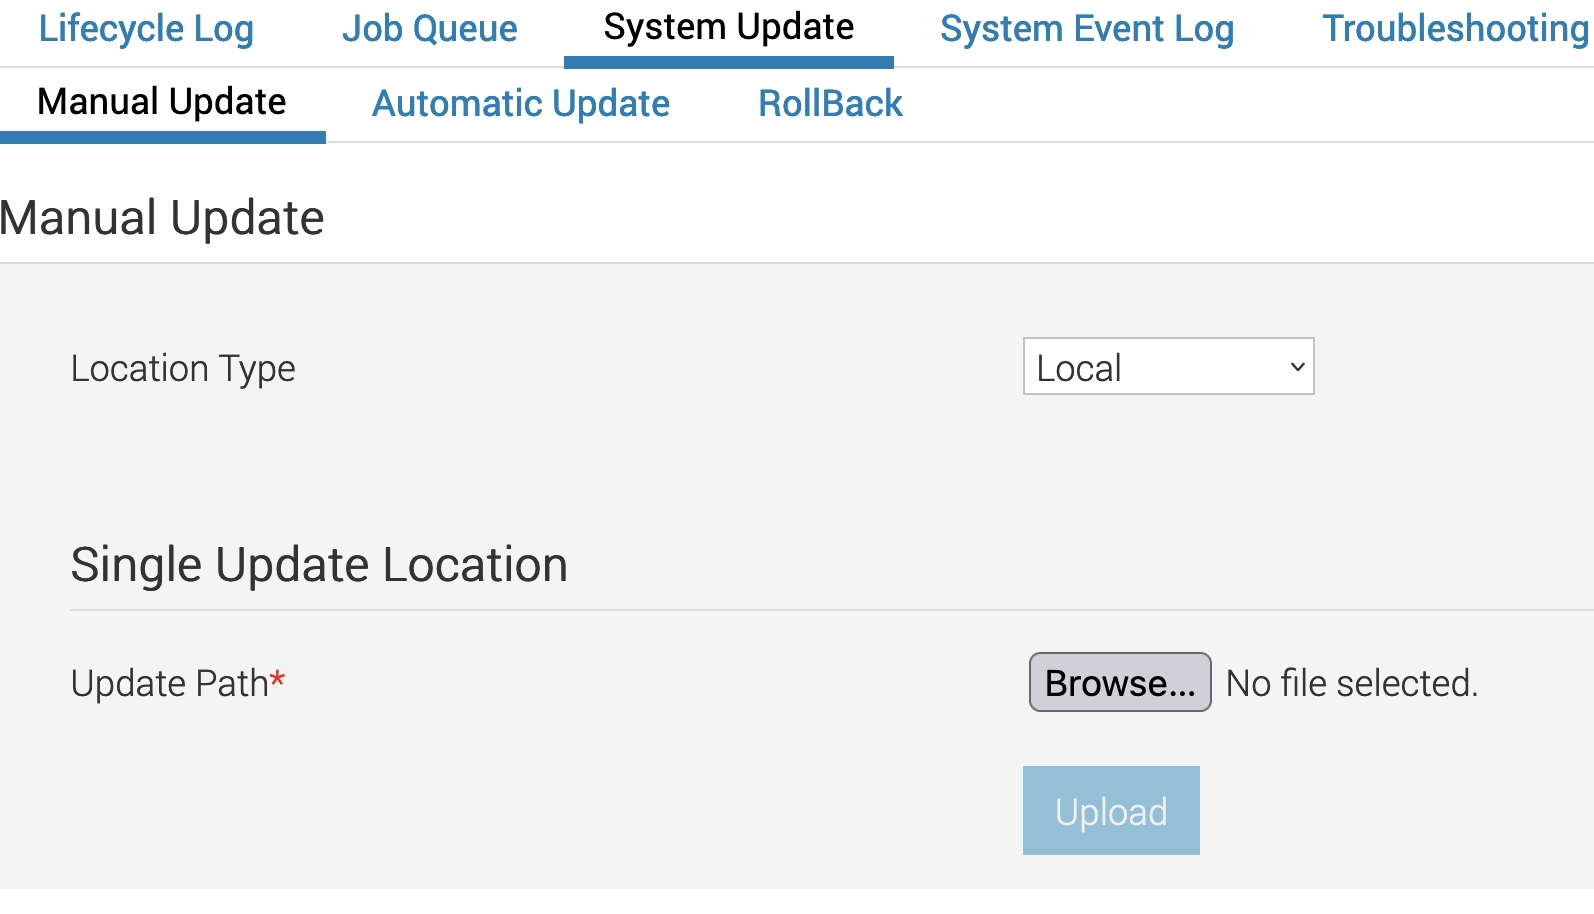 Lifecycle Log Job Queue System Update System Event Log Troubleshooting
Manual Update Automatic Update RollBack
Manual Update
Location Type Local
Single Update Location
Update Path* Browse... No file selected.
Upload